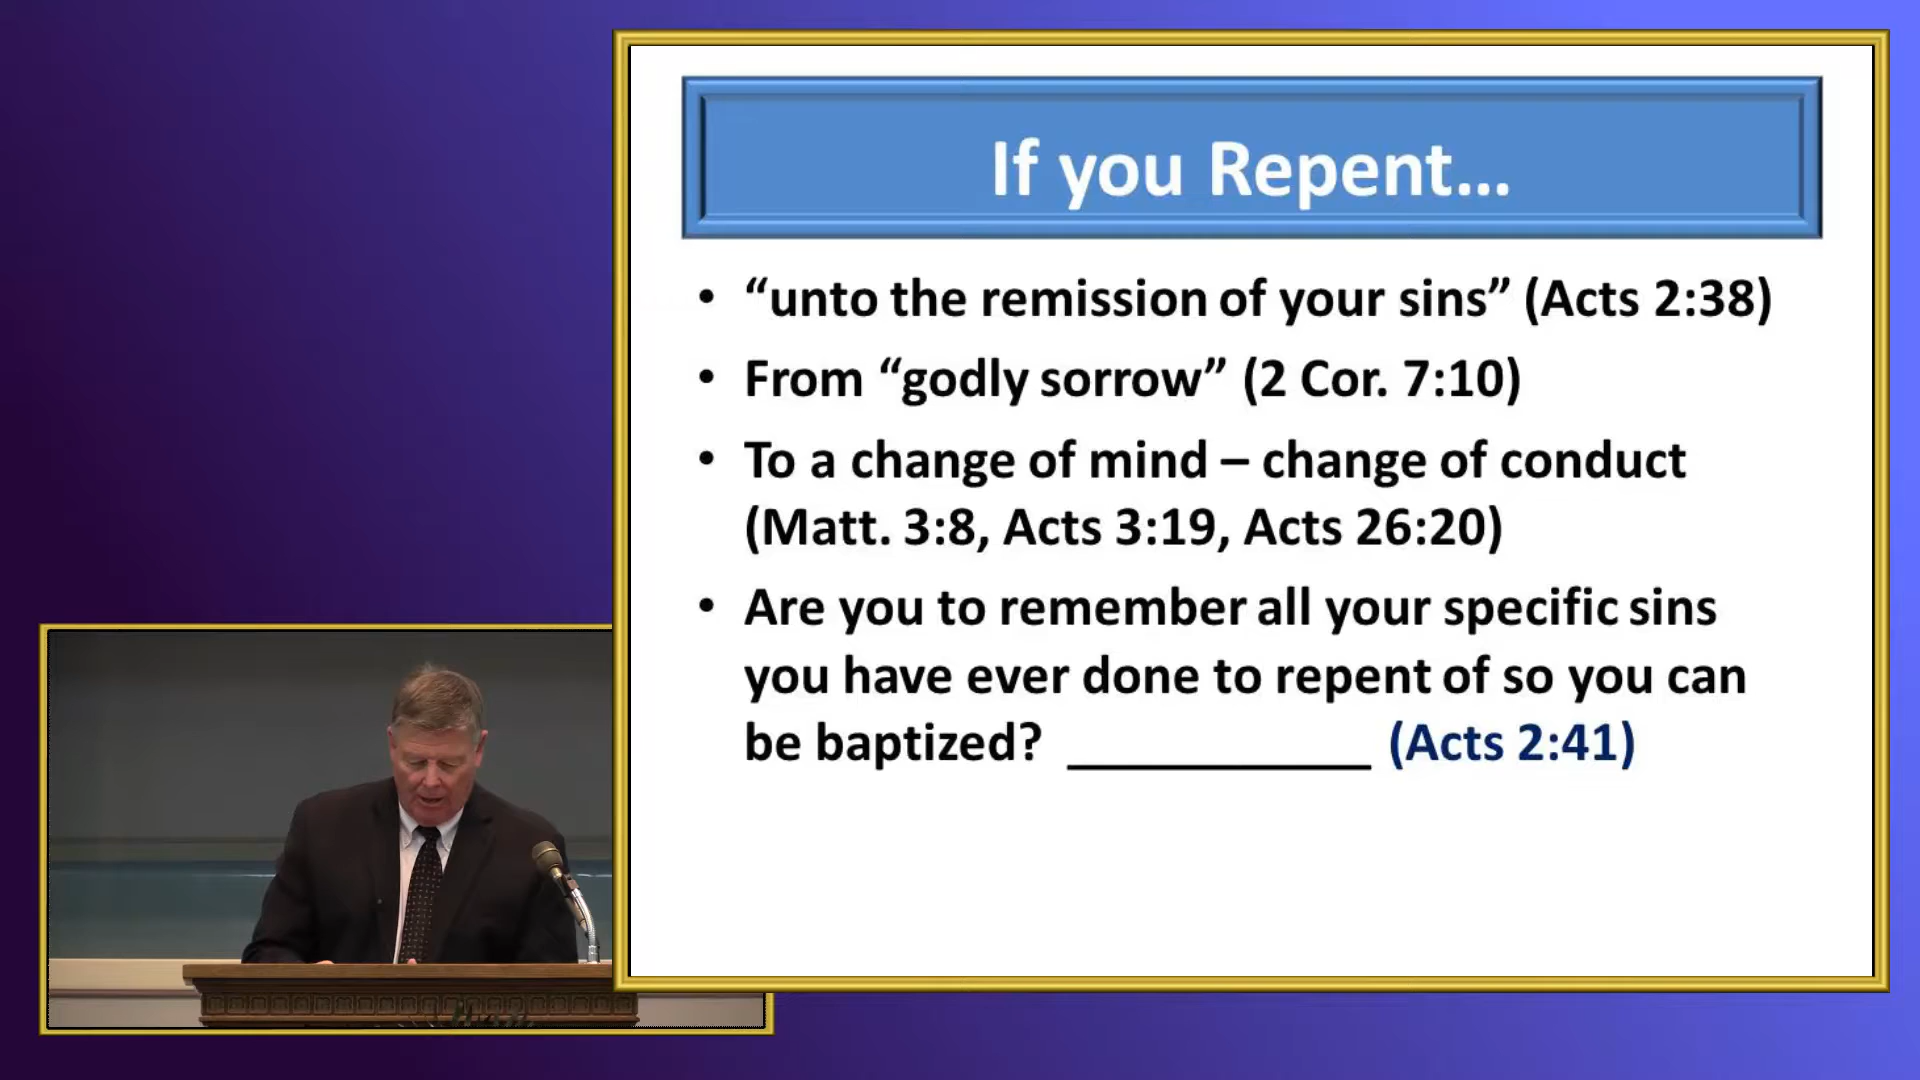 If you Repent...
• “unto the remission of your sins” (Acts 2:38)
• From “godly sorrow” (2 Cor. 7:10)
• To a change of mind – change of conduct
(Matt. 3:8, Acts 3:19, Acts 26:20)
• Are you to remember all your specific sins
you have ever done to repent of so you can
be baptized? ____________ (Acts 2:41)